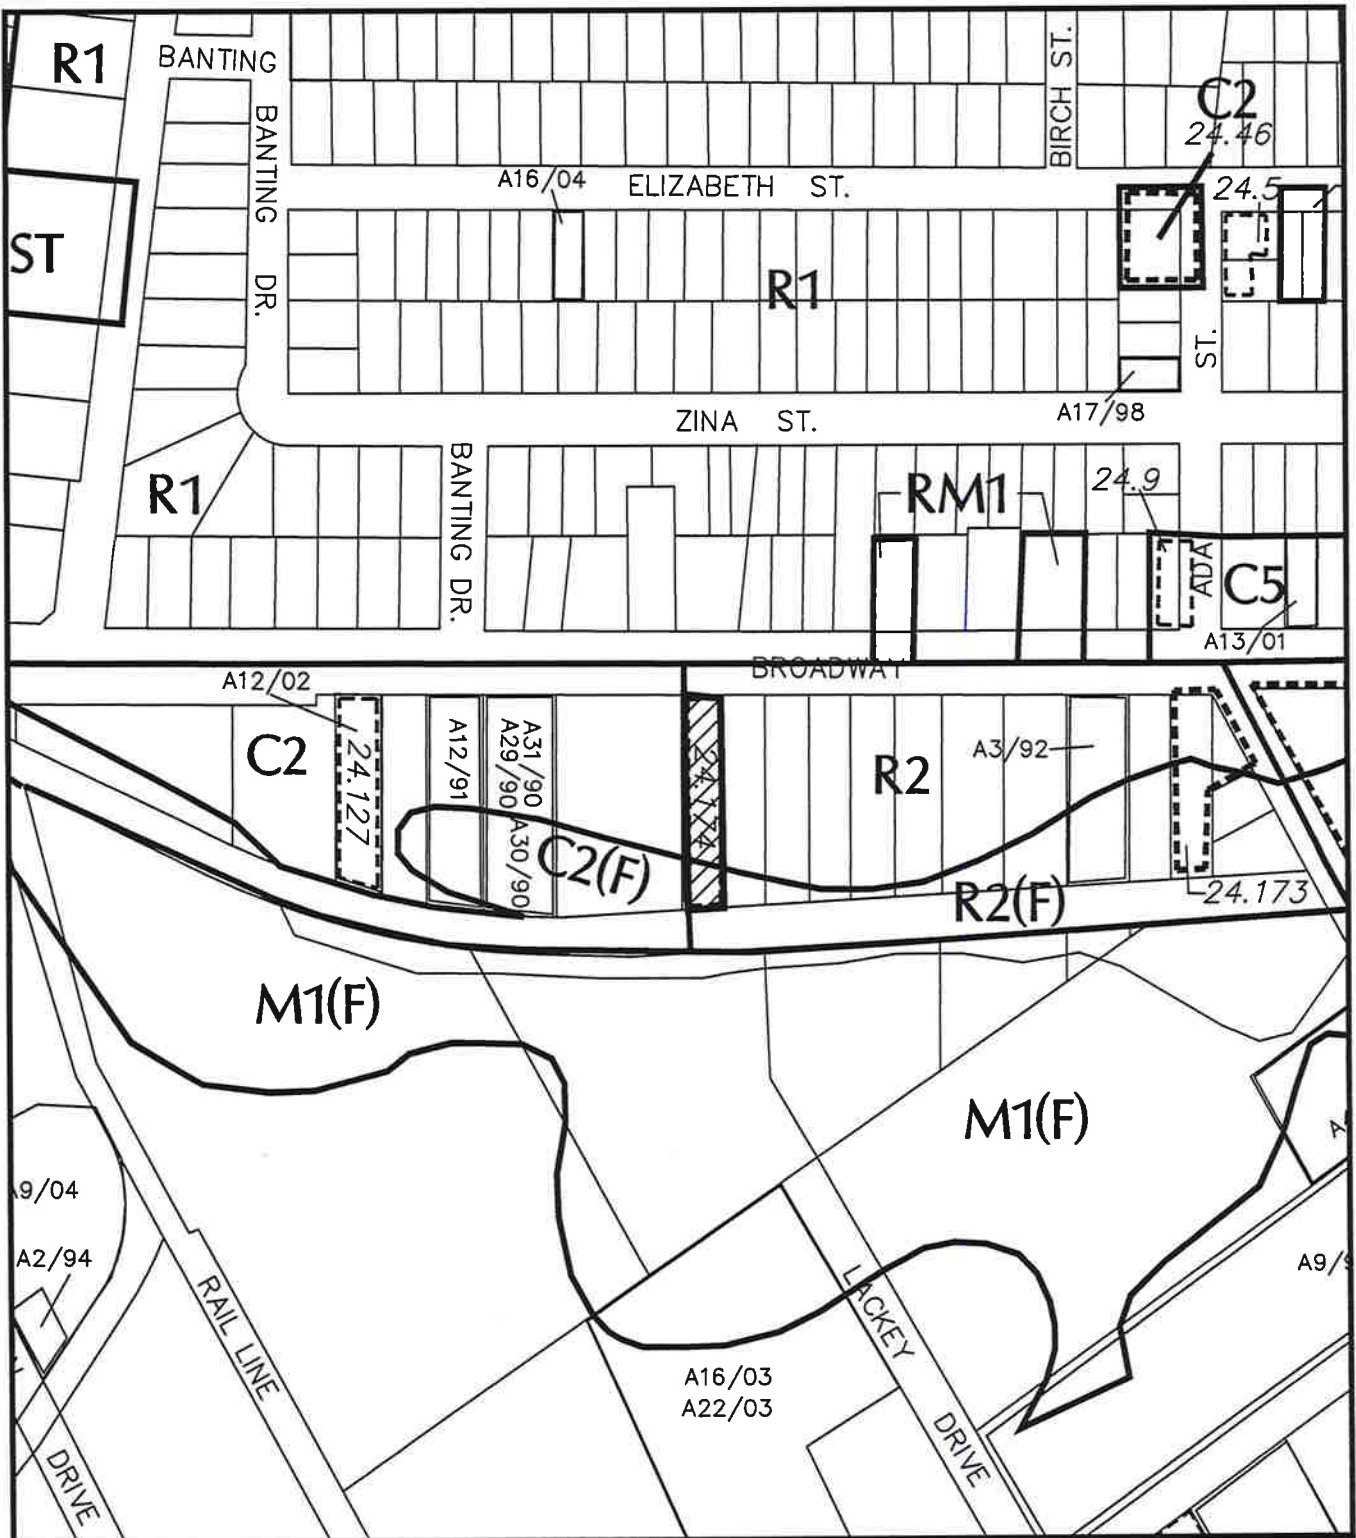 R1
BANTING
BIRCH ST.
C2
24.46
BANTING DR.
A16/04
ELIZABETH ST.
24.5
ST
R1
ST.
A17/98
ZINA ST.
R1
BANTING DR.
RM1
24.9
ADA
C5
A13/01
BROADWAY
A12/02
C2
24.127
A12/91
A31/90
A29/90
A30/90
C2(F)
R2
A3/92
R2(F)
24.173
M1(F)
M1(F)
A9/04
A2/94
RAIL LINE
LACKEY
A9/9
A16/03
A22/03
DRIVE
DRIVE